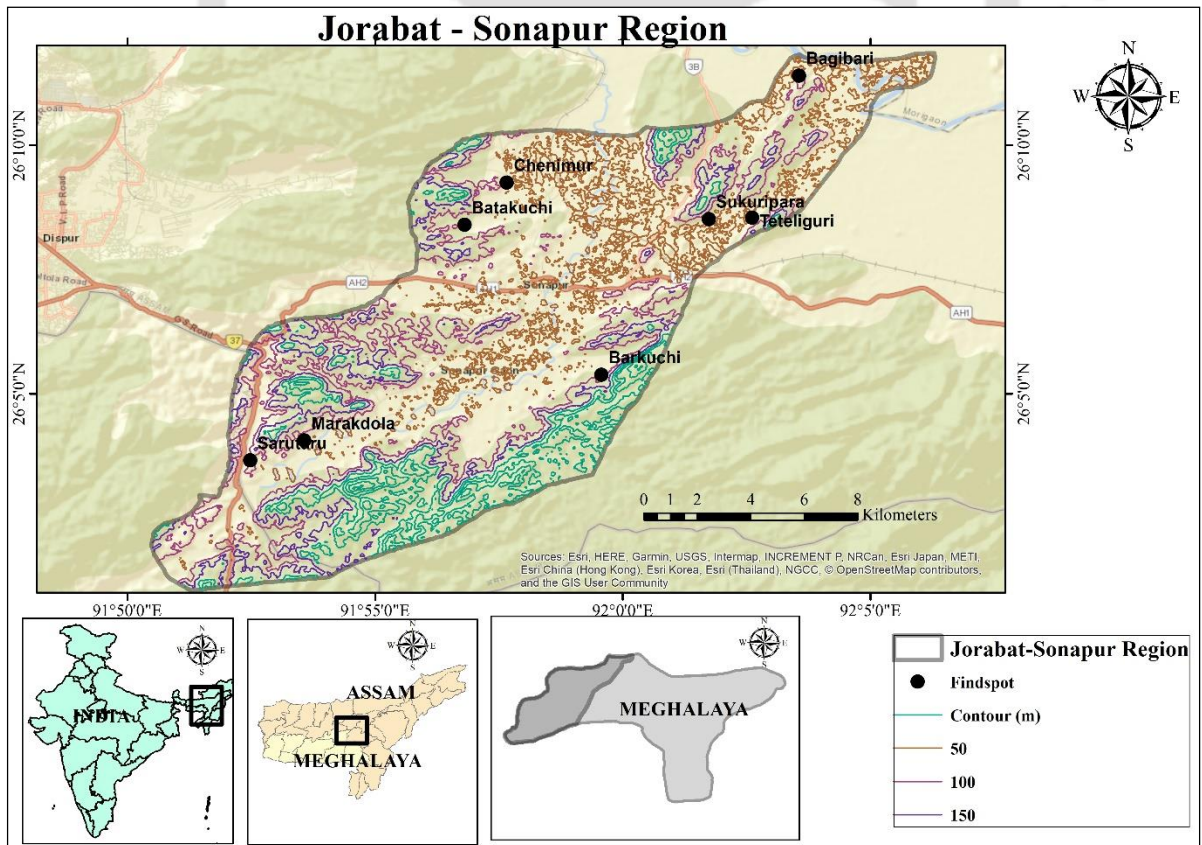 Jorabat - Sonapur Region
N
W E
S
Bagibari
3B
Morigaon
26°10'0"N
26°10'0"N
Chenimur
V. I. P Road
Batakuchi
Sukuripara
Teteliguri
Dispur
AH2
Sonapur
AH1
G S Road
37
Barkuchi
26°5'0"N
26°5'0"N
Marakdola
Sarutaru
0 1 2 4 6 8
Kilometers
Sources: Esri, HERE, Garmin, USGS, Intermap, INCREMENT P, NRCan, Esri Japan, METI,
Esri China (Hong Kong), Esri Korea, Esri (Thailand), NGCC, © OpenStreetMap contributors,
and the GIS User Community
91°50'0"E 91°55'0"E 92°0'0"E 92°5'0"E
N
W E
S
INDIA
N
W E
S
ASSAM
MEGHALAYA
N
W E
S
MEGHALAYA
Jorabat-Sonapur Region
Findspot
Contour (m)
50
100
150